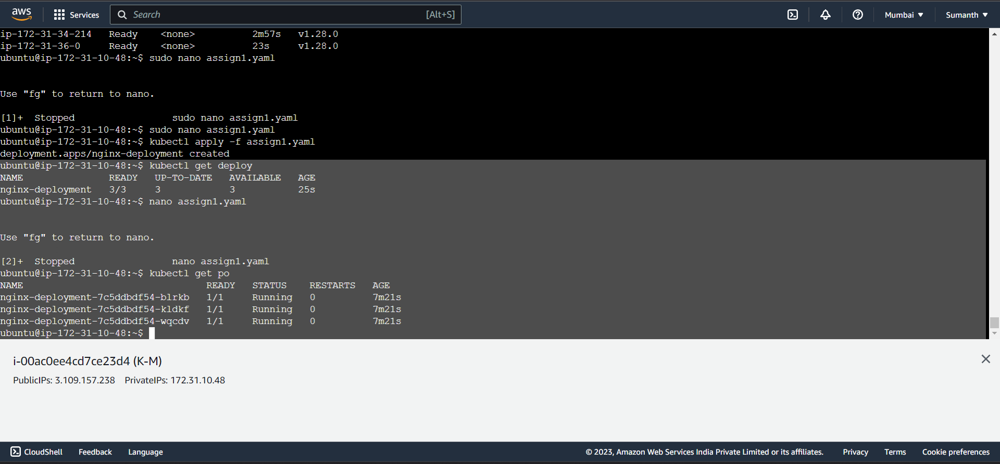 aws Services Search [Alt+S] Mumbai ▼ Sumanth ▼
ip-172-31-34-214   Ready    <none>          2m57s   v1.28.0
ip-172-31-36-0     Ready    <none>          23s     v1.28.0
ubuntu@ip-172-31-10-48:~$ sudo nano assign1.yaml
Use "fg" to return to nano.
[1]+  Stopped                 sudo nano assign1.yaml
ubuntu@ip-172-31-10-48:~$ sudo nano assign1.yaml
ubuntu@ip-172-31-10-48:~$ kubectl apply -f assign1.yaml
deployment.apps/nginx-deployment created
ubuntu@ip-172-31-10-48:~$ kubectl get deploy
NAME               READY   UP-TO-DATE   AVAILABLE   AGE
nginx-deployment   3/3     3            3           25s
ubuntu@ip-172-31-10-48:~$ nano assign1.yaml
Use "fg" to return to nano.
[2]+  Stopped                 nano assign1.yaml
ubuntu@ip-172-31-10-48:~$ kubectl get po
NAME                                READY   STATUS    RESTARTS   AGE
nginx-deployment-7c5ddbdf54-blrkb   1/1     Running   0          7m21s
nginx-deployment-7c5ddbdf54-kldkf   1/1     Running   0          7m21s
nginx-deployment-7c5ddbdf54-wqcdv   1/1     Running   0          7m21s
ubuntu@ip-172-31-10-48:~$
i-00ac0ee4cd7ce23d4 (K-M)
PublicIPs: 3.109.157.238 PrivateIPs: 172.31.10.48
CloudShell Feedback Language © 2023, Amazon Web Services India Private Limited or its affiliates. Privacy Terms Cookie preferences